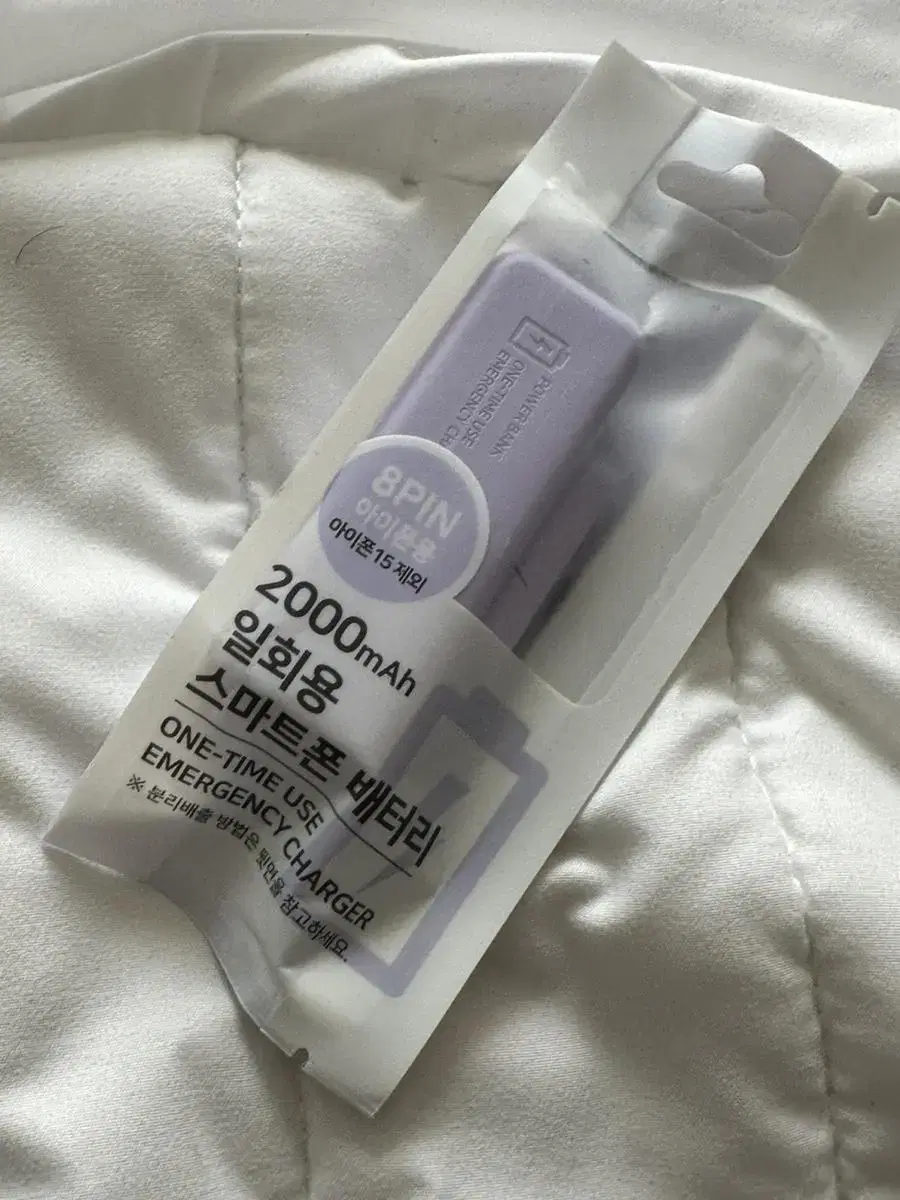 POWER BANK
ONE-TIME USE
EMERGENCY
8PIN
아이폰용
아이폰15 제외
2000mAh
일회용
스마트폰 배터리
ONE-TIME USE
EMERGENCY CHARGER
※ 분리배출 방법은 뒷면을 참고하세요.